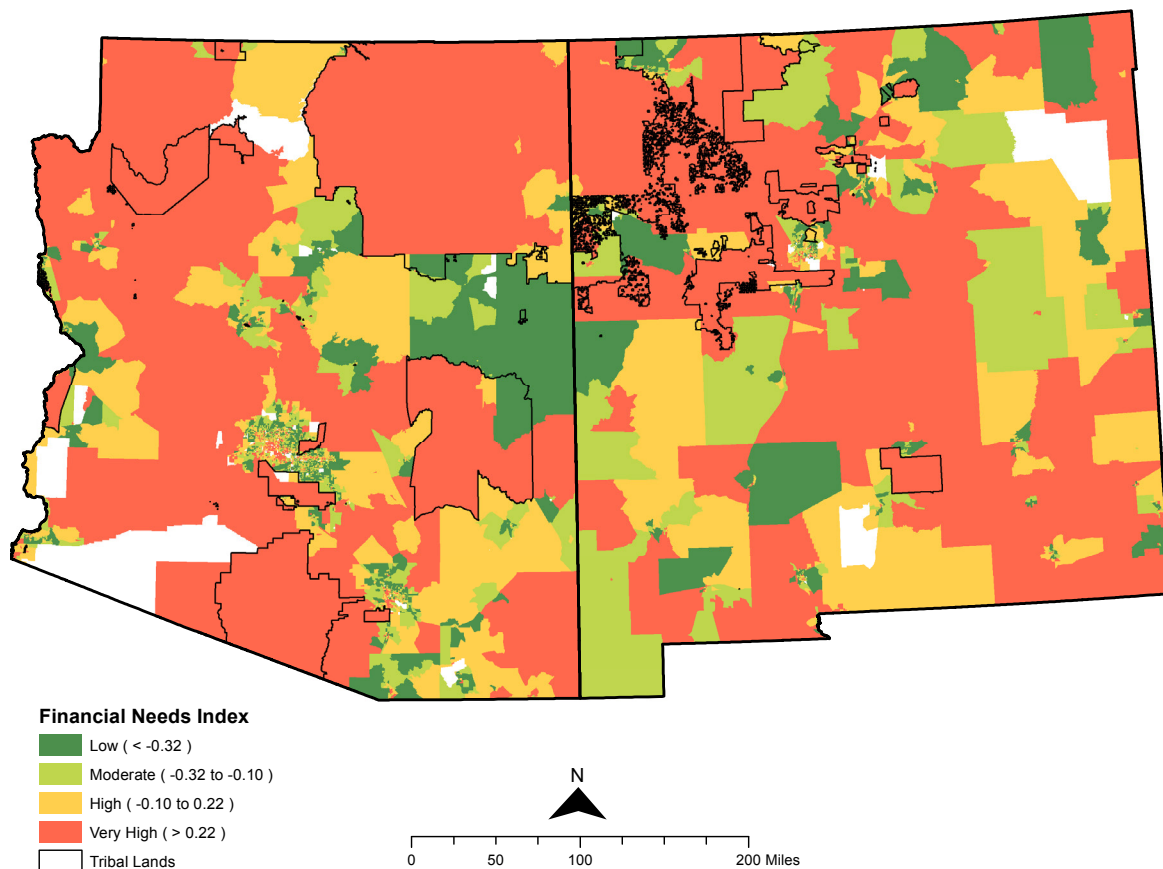 Financial Needs Index
Low ( < -0.32 )
Moderate ( -0.32 to -0.10 )
High ( -0.10 to 0.22 )
Very High ( > 0.22 )
Tribal Lands
N
0 50 100 200 Miles